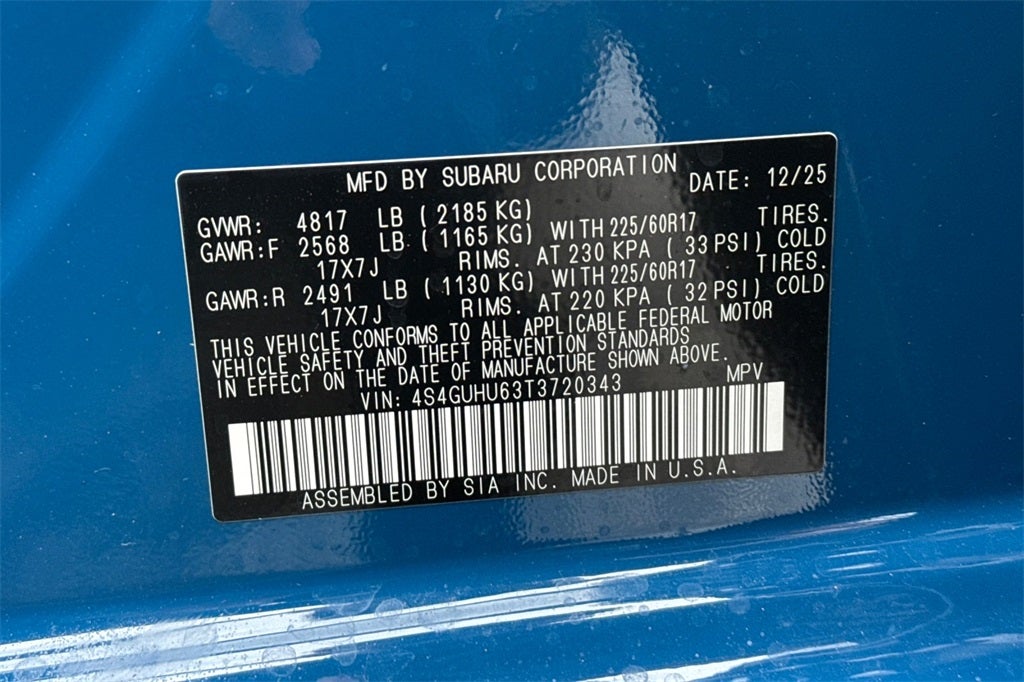 MFD BY SUBARU CORPORATION DATE: 12/25
GVWR: 4817 LB ( 2185 KG)
GAWR:F 2568 LB ( 1165 KG) WITH 225/60R17 TIRES.
17X7J RIMS. AT 230 KPA ( 33 PSI) COLD
GAWR:R 2491 LB ( 1130 KG) WITH 225/60R17 TIRES.
17X7J RIMS. AT 220 KPA ( 32 PSI) COLD
THIS VEHICLE CONFORMS TO ALL APPLICABLE FEDERAL MOTOR
VEHICLE SAFETY AND THEFT PREVENTION STANDARDS
IN EFFECT ON THE DATE OF MANUFACTURE SHOWN ABOVE.
VIN: 4S4GUHU63T3720343 MPV
ASSEMBLED BY SIA INC. MADE IN U.S.A.